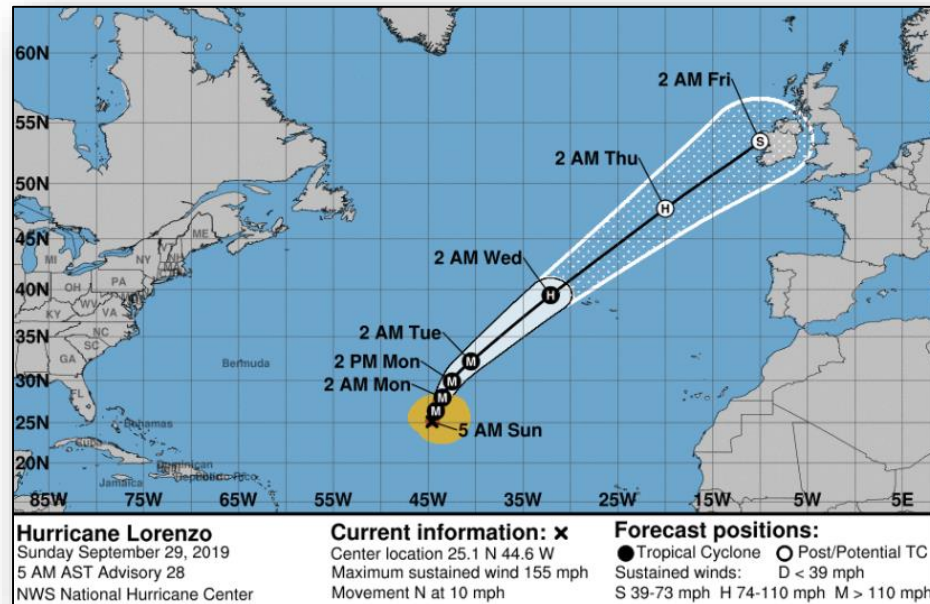 60N
2 AM Fri
55N
2 AM Thu
50N
45N
ME
MI
NY
NH
2 AM Wed
40N
OH
PA
WV
KY
VA
2 AM Tue
35N
NC
SC
2 PM Mon
GA
Bermuda
30N
2 AM Mon
FL
5 AM Sun
25N
Bahamas
Cuba
20N
Dominican
Jamaica
85W 75W 65W 55W 45W 35W 25W 15W 5W 5E
M
M
M
M
H
H
S
Hurricane Lorenzo
Sunday September 29, 2019
5 AM AST Advisory 28
NWS National Hurricane Center
Current information: x
Center location 25.1 N 44.6 W
Maximum sustained wind 155 mph
Movement N at 10 mph
Forecast positions:
Tropical Cyclone Post/Potential TC
Sustained winds: D < 39 mph
S 39-73 mph H 74-110 mph M > 110 mph